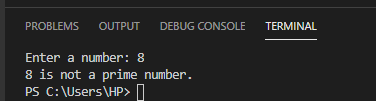 PROBLEMS OUTPUT DEBUG CONSOLE TERMINAL
Enter a number: 8
8 is not a prime number.
PS C:\Users\HP>